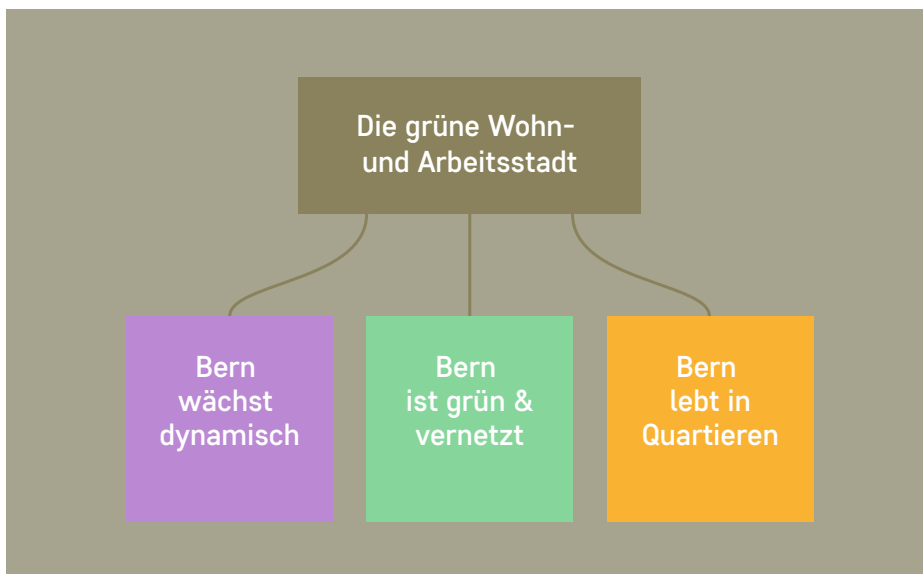 Die grüne Wohn-
und Arbeitsstadt
Bern
wächst
dynamisch
Bern
ist grün &
vernetzt
Bern
lebt in
Quartieren